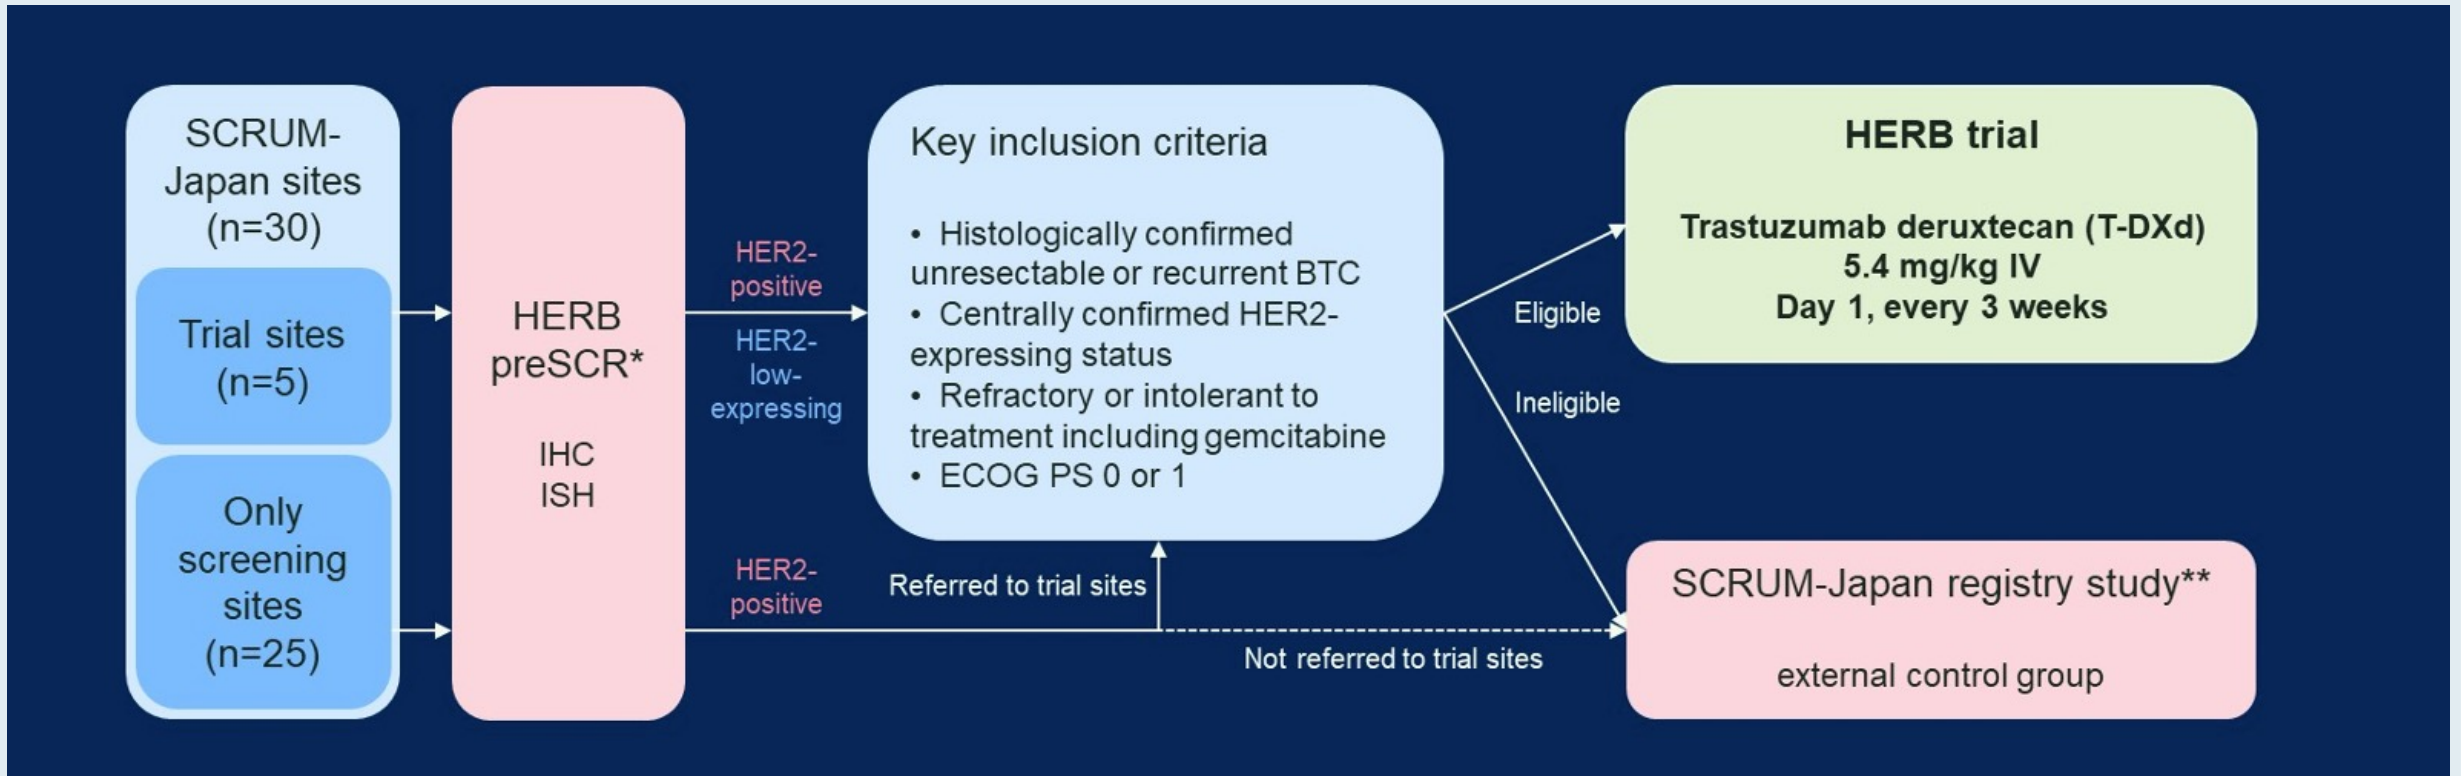 SCRUM-
Japan sites
(n=30)
Trial sites
(n=5)
Only
screening
sites
(n=25)
HERB
preSCR*
IHC
ISH
HER2-
positive
HER2-
low-
expressing
HER2-
positive
Key inclusion criteria
• Histologically confirmed
unresectable or recurrent BTC
• Centrally confirmed HER2-
expressing status
• Refractory or intolerant to
treatment including gemcitabine
• ECOG PS 0 or 1
Referred to trial sites
Not referred to trial sites
Eligible
Ineligible
HERB trial
Trastuzumab deruxtecan (T-DXd)
5.4 mg/kg IV
Day 1, every 3 weeks
SCRUM-Japan registry study**
external control group